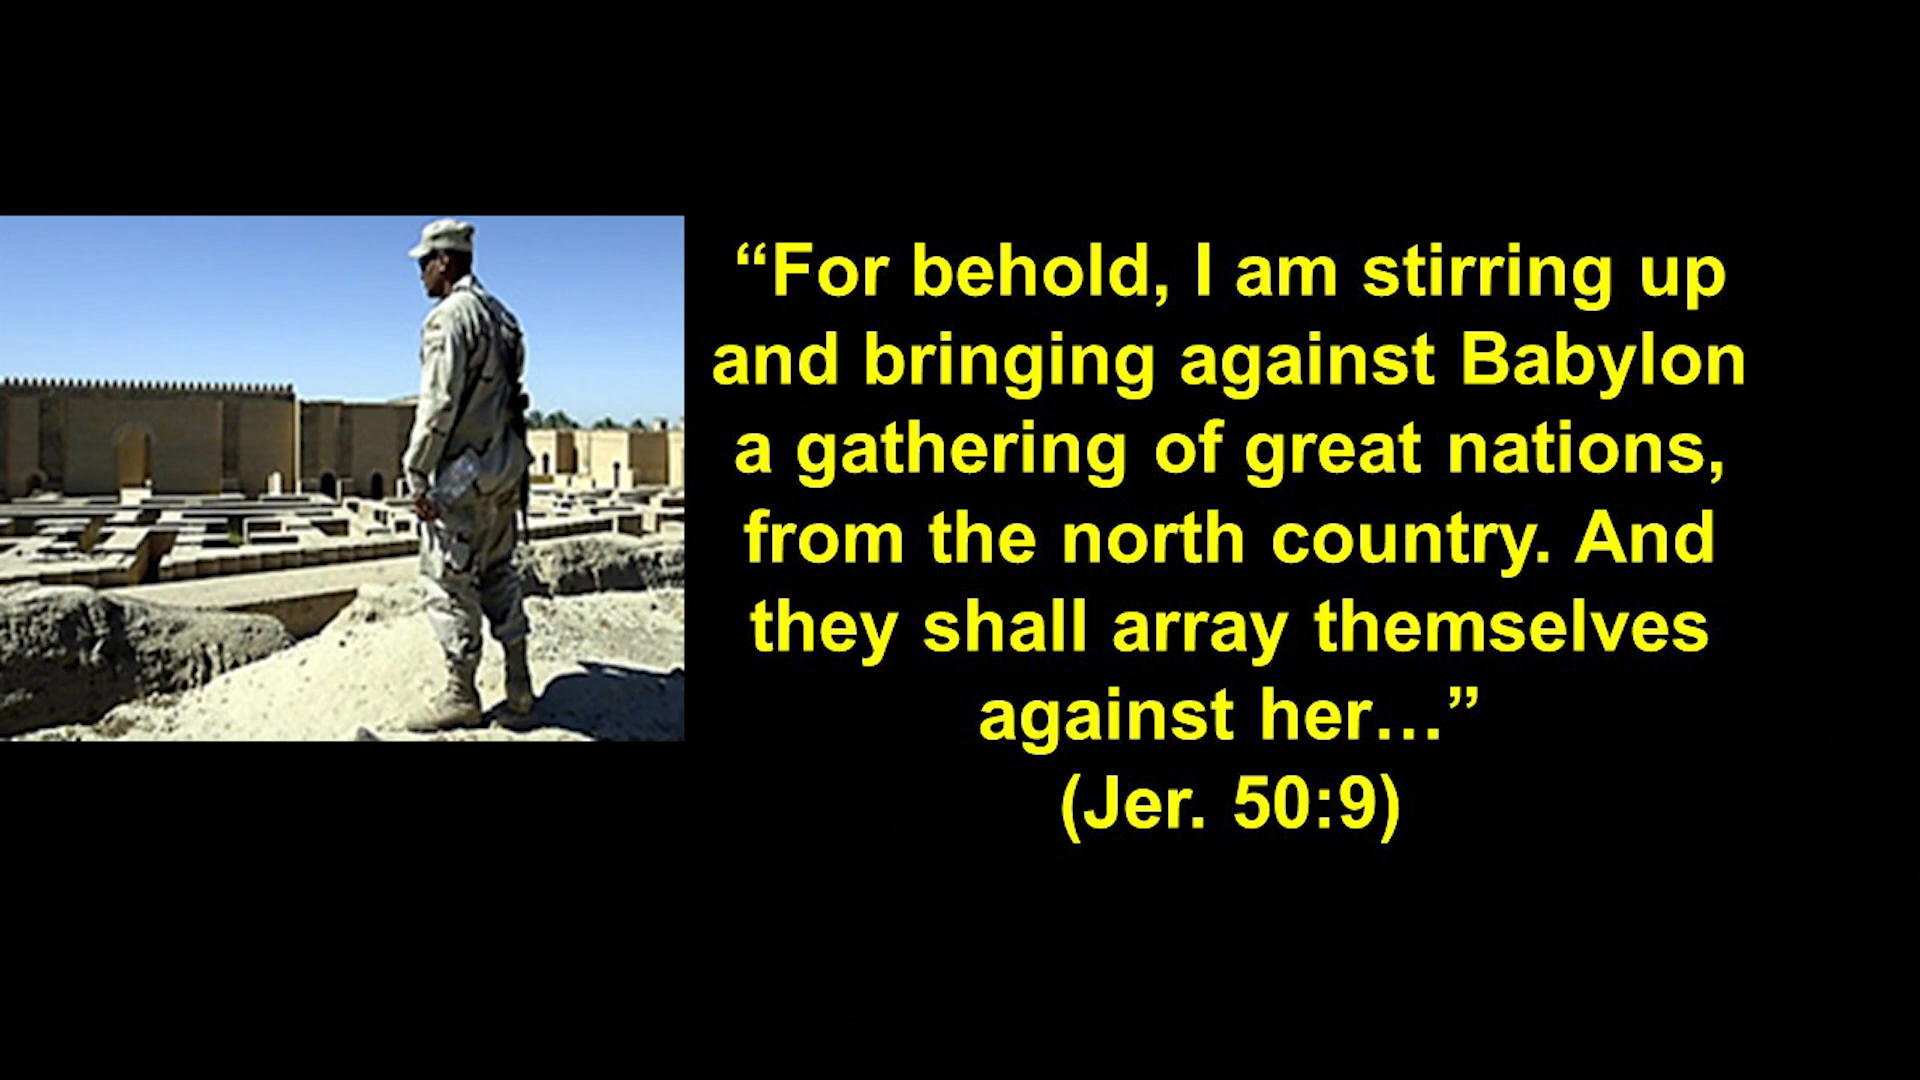 “For behold, I am stirring up
and bringing against Babylon
a gathering of great nations,
from the north country. And
they shall array themselves
against her…”
(Jer. 50:9)